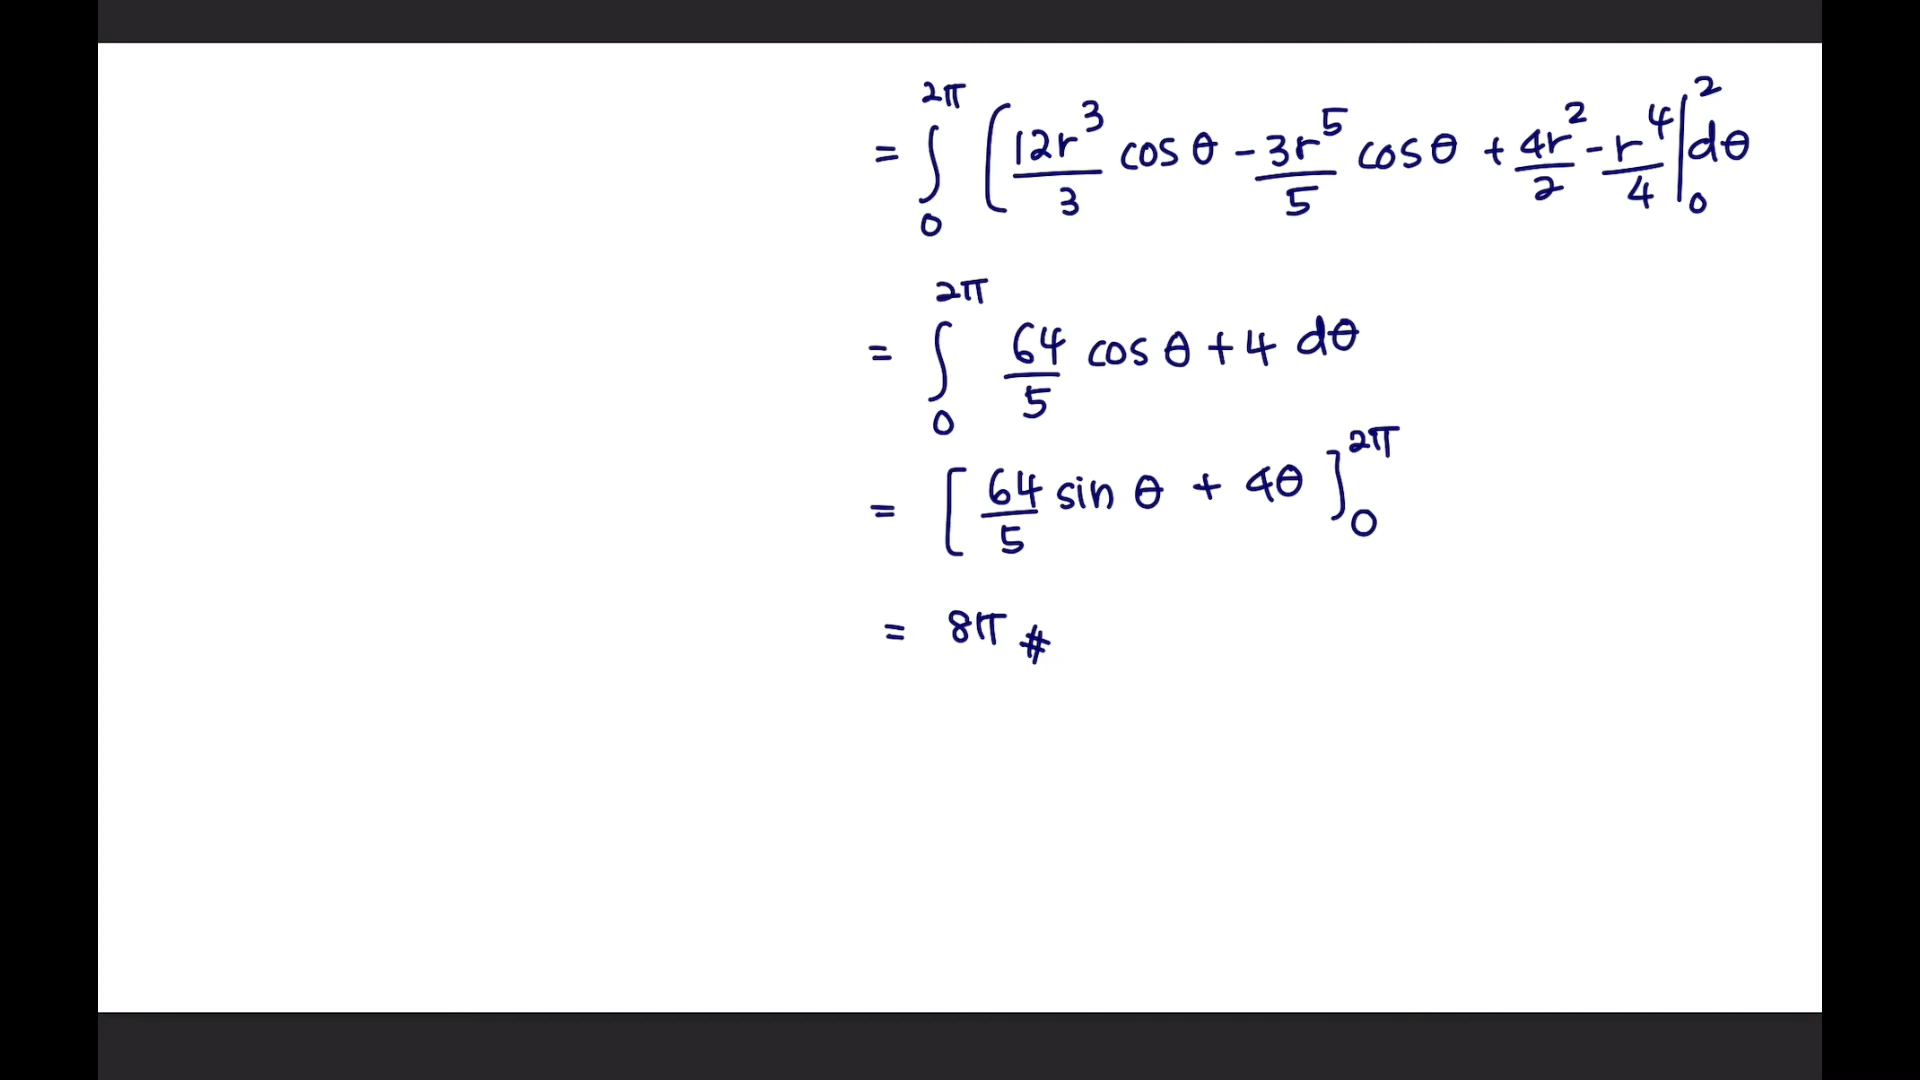 = ∫₀^{2π} ( 12r³/3 cos θ - 3r⁵/5 cos θ + 4r²/2 - r⁴/4 |₀² dθ
= ∫₀^{2π} 64/5 cos θ + 4 dθ
= [ 64/5 sin θ + 4θ ]₀^{2π}
= 8π #